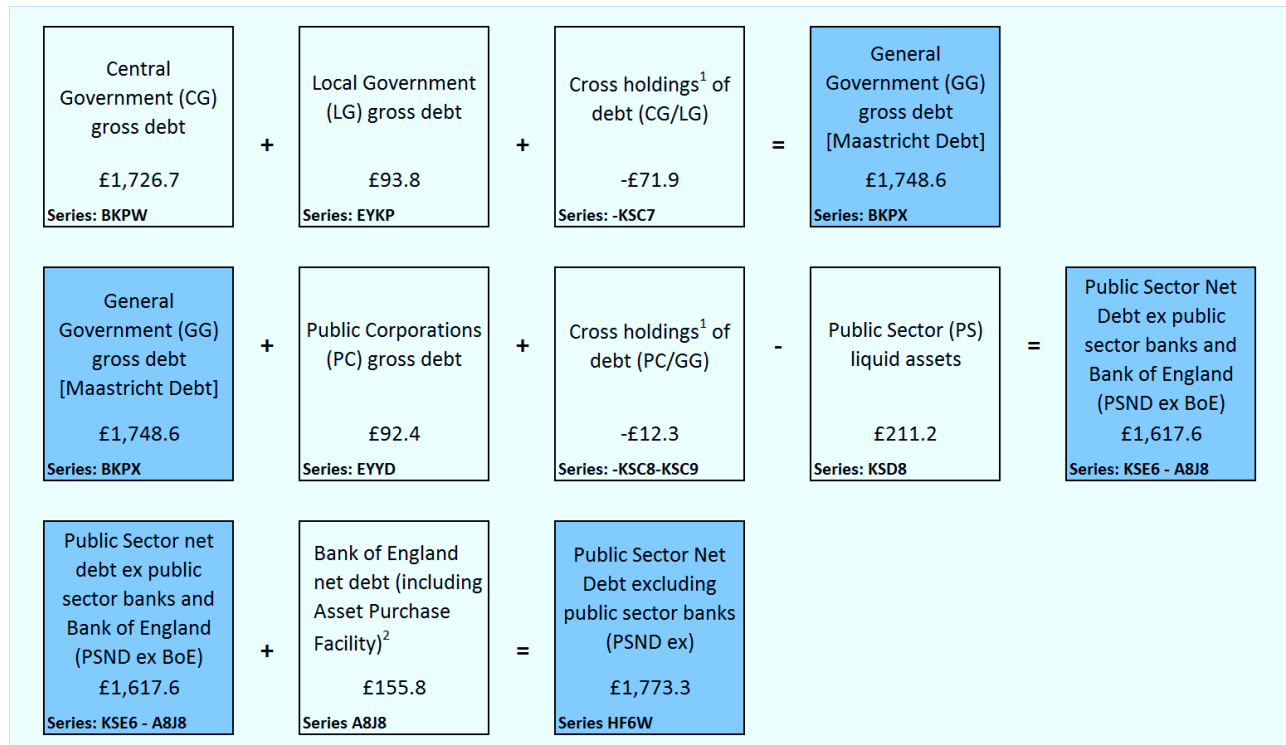 Central
Government (CG)
gross debt
£1,726.7
Series: BKPW
+
Local Government
(LG) gross debt
£93.8
Series: EYKP
+
Cross holdings¹ of
debt (CG/LG)
-£71.9
Series: -KSC7
=
General
Government (GG)
gross debt
[Maastricht Debt]
£1,748.6
Series: BKPX
General
Government (GG)
gross debt
[Maastricht Debt]
£1,748.6
Series: BKPX
+
Public Corporations
(PC) gross debt
£92.4
Series: EYYD
+
Cross holdings¹ of
debt (PC/GG)
-£12.3
Series: -KSC8-KSC9
-
Public Sector (PS)
liquid assets
£211.2
Series: KSD8
=
Public Sector Net
Debt ex public
sector banks and
Bank of England
(PSND ex BoE)
£1,617.6
Series: KSE6 - A8J8
Public Sector net
debt ex public
sector banks and
Bank of England
(PSND ex BoE)
£1,617.6
Series: KSE6 - A8J8
+
Bank of England
net debt (including
Asset Purchase
Facility)²
£155.8
Series A8J8
=
Public Sector Net
Debt excluding
public sector banks
(PSND ex)
£1,773.3
Series HF6W